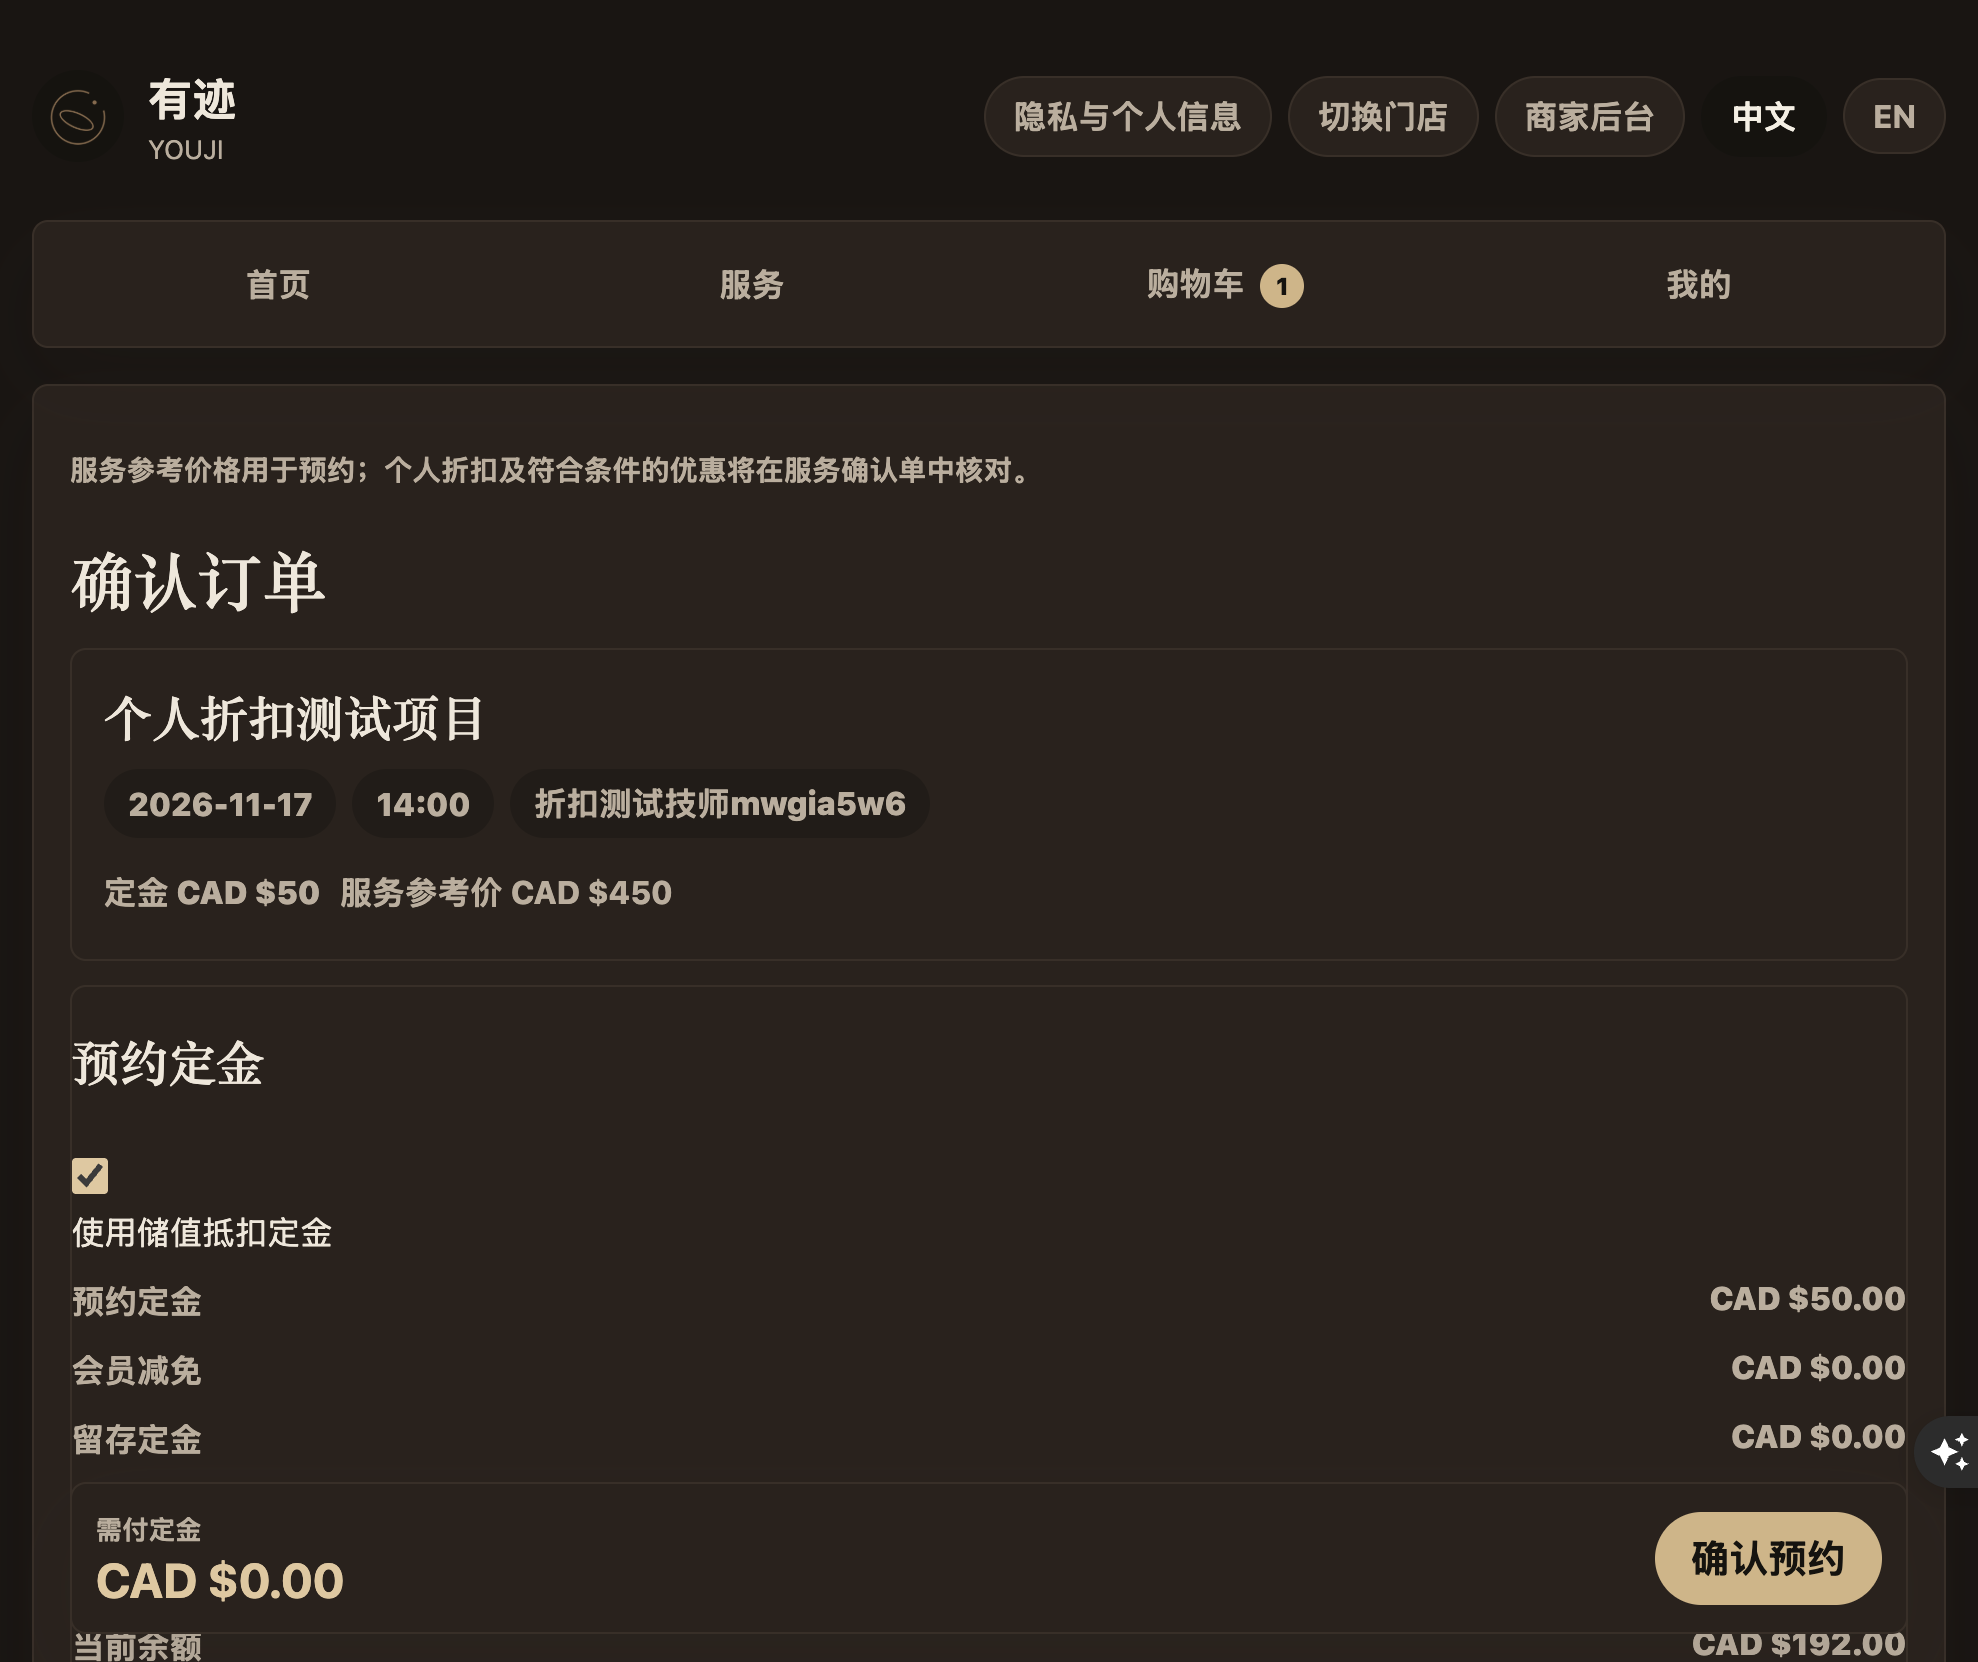 有迹
YOUJI
隐私与个人信息
切换门店
商家后台
中文
EN
首页
服务
购物车 1
我的
服务参考价格用于预约；个人折扣及符合条件的优惠将在服务确认单中核对。
确认订单
个人折扣测试项目
2026-11-17
14:00
折扣测试技师mwgia5w6
定金 CAD $50 服务参考价 CAD $450
预约定金
使用储值抵扣定金
预约定金 CAD $50.00
会员减免 CAD $0.00
留存定金 CAD $0.00
需付定金
CAD $0.00
确认预约
当前余额 CAD $192.00